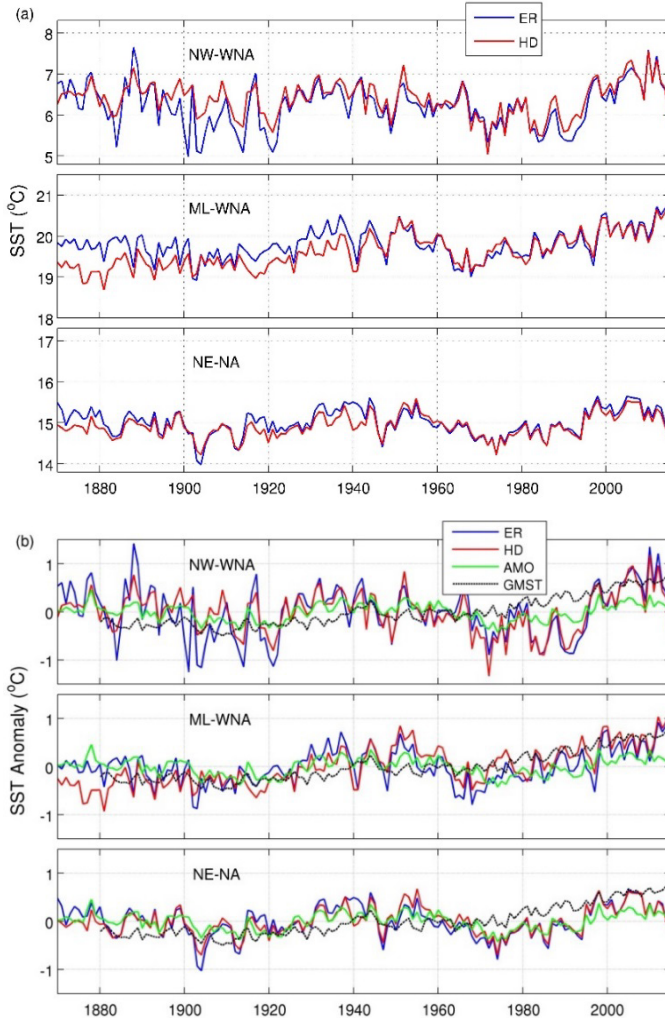 (a)
ER
HD
8
7
6
5
NW-WNA
21
20
19
18
ML-WNA
SST (°C)
17
16
15
14
NE-NA
1880 1900 1920 1940 1960 1980 2000
(b)
ER
HD
AMO
GMST
NW-WNA
1
0
-1
ML-WNA
1
0
-1
SST Anomaly (°C)
NE-NA
1
0
-1
1880 1900 1920 1940 1960 1980 2000